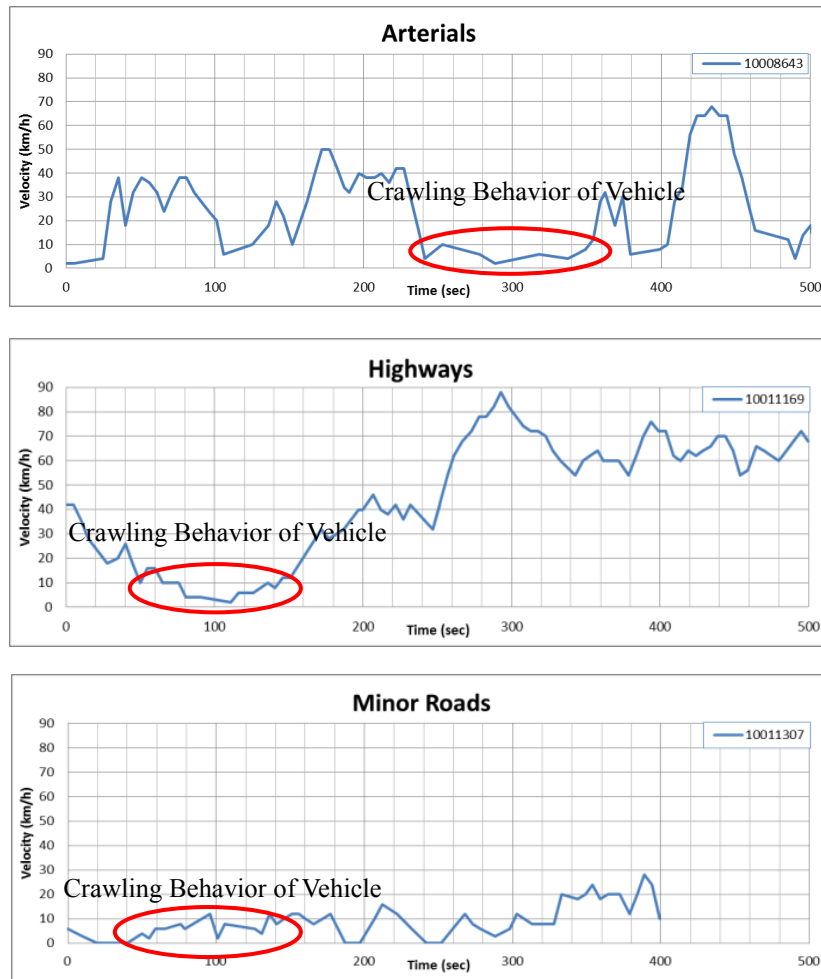 Arterials
10008643
90
80
70
60
50
40
30
20
10
0
Velocity (km/h)
Crawling Behavior of Vehicle
0 100 200 300 400 500
Time (sec)
Highways
10011169
90
80
70
60
50
40
30
20
10
0
Velocity (km/h)
Crawling Behavior of Vehicle
0 100 200 300 400 500
Time (sec)
Minor Roads
10011307
90
80
70
60
50
40
30
20
10
0
Velocity (km/h)
Crawling Behavior of Vehicle
0 100 200 300 400 500
Time (sec)